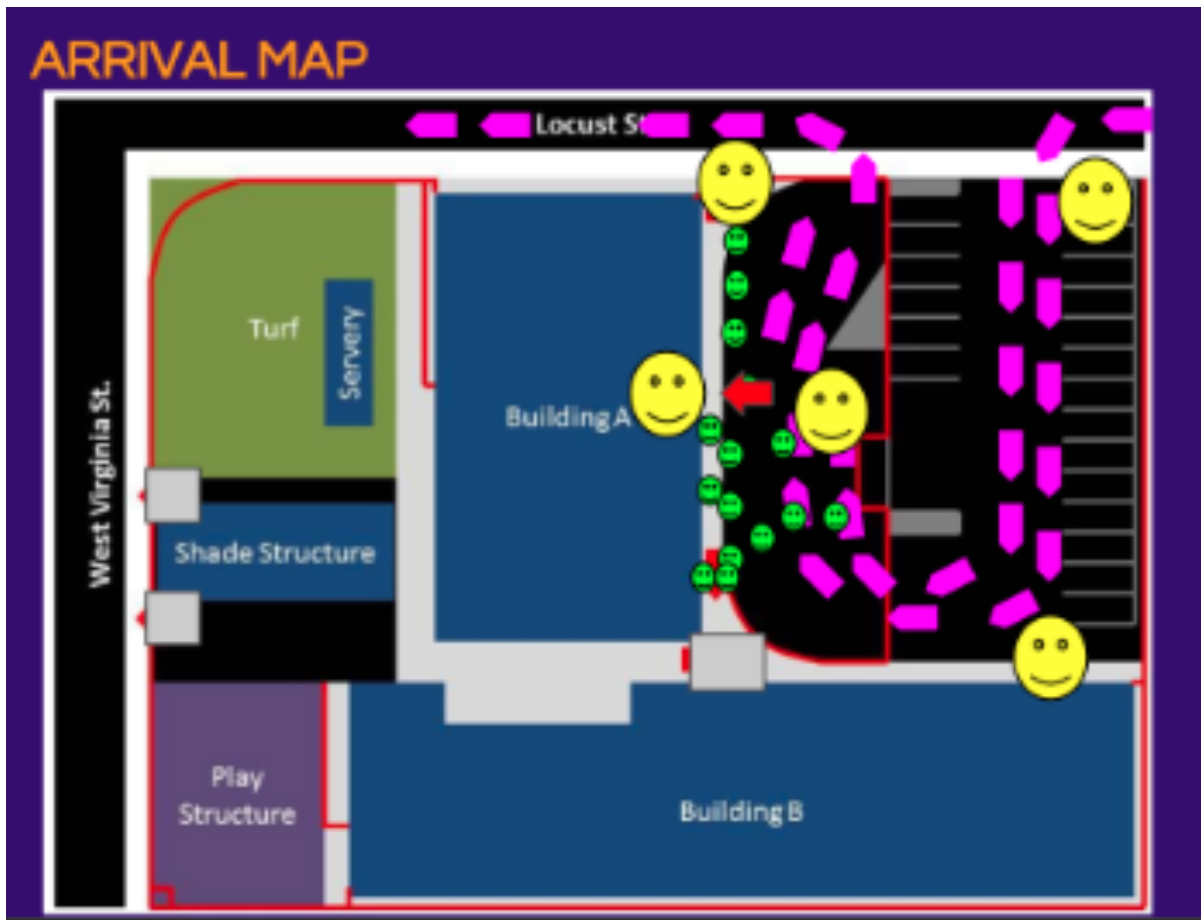 ARRIVAL MAP
Locust St.
Turf
Servery
Building A
West Virginia St.
Shade Structure
Play
Structure
Building B